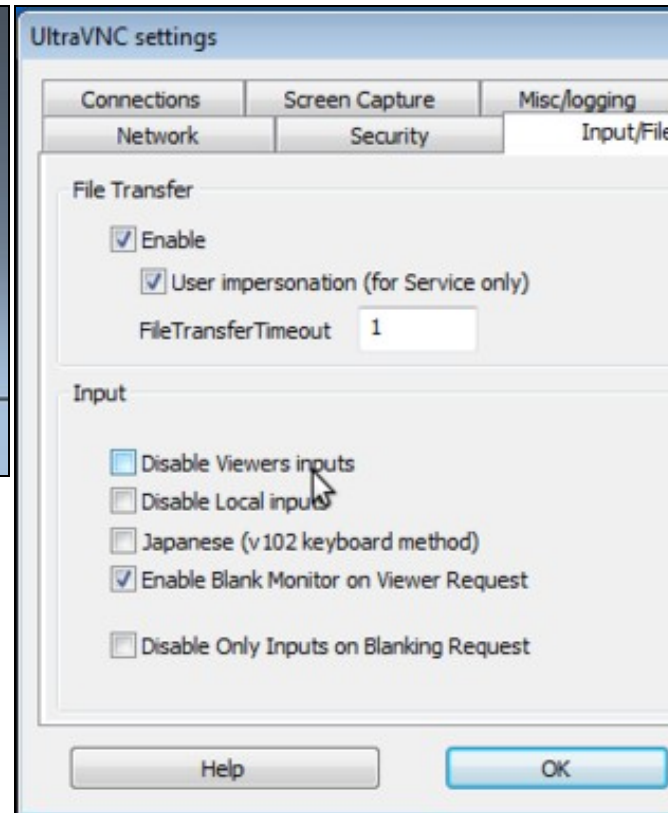 UltraVNC settings
Connections Screen Capture Misc/logging
Network Security Input/File
File Transfer
Enable
User impersonation (for Service only)
FileTransferTimeout 1
Input
Disable Viewers inputs
Disable Local inputs
Japanese (v102 keyboard method)
Enable Blank Monitor on Viewer Request
Disable Only Inputs on Blanking Request
Help OK